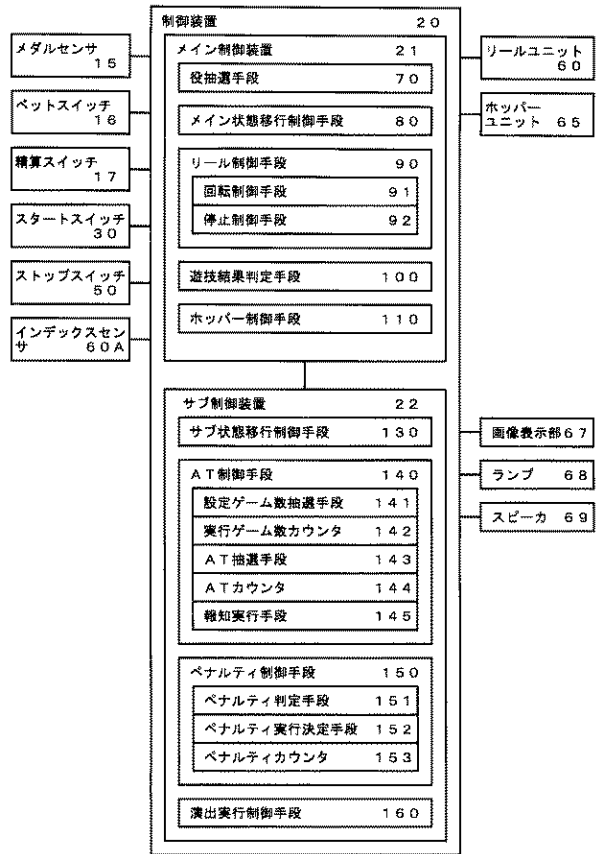 制御装置 20
メイン制御装置 21
役抽選手段 70
メイン状態移行制御手段 80
リール制御手段 90
回転制御手段 91
停止制御手段 92
遊技結果判定手段 100
ホッパー制御手段 110
サブ制御装置 22
サブ状態移行制御手段 130
AT制御手段 140
設定ゲーム数抽選手段 141
実行ゲーム数カウンタ 142
AT抽選手段 143
ATカウンタ 144
報知実行手段 145
ペナルティ制御手段 150
ペナルティ判定手段 151
ペナルティ実行決定手段 152
ペナルティカウンタ 153
演出実行制御手段 160
メダルセンサ
15
ベットスイッチ
16
精算スイッチ
17
スタートスイッチ
30
ストップスイッチ
50
インデックスセン
サ 60A
リールユニット
60
ホッパー
ユニット 65
画像表示部67
ランプ 68
スピーカ 69